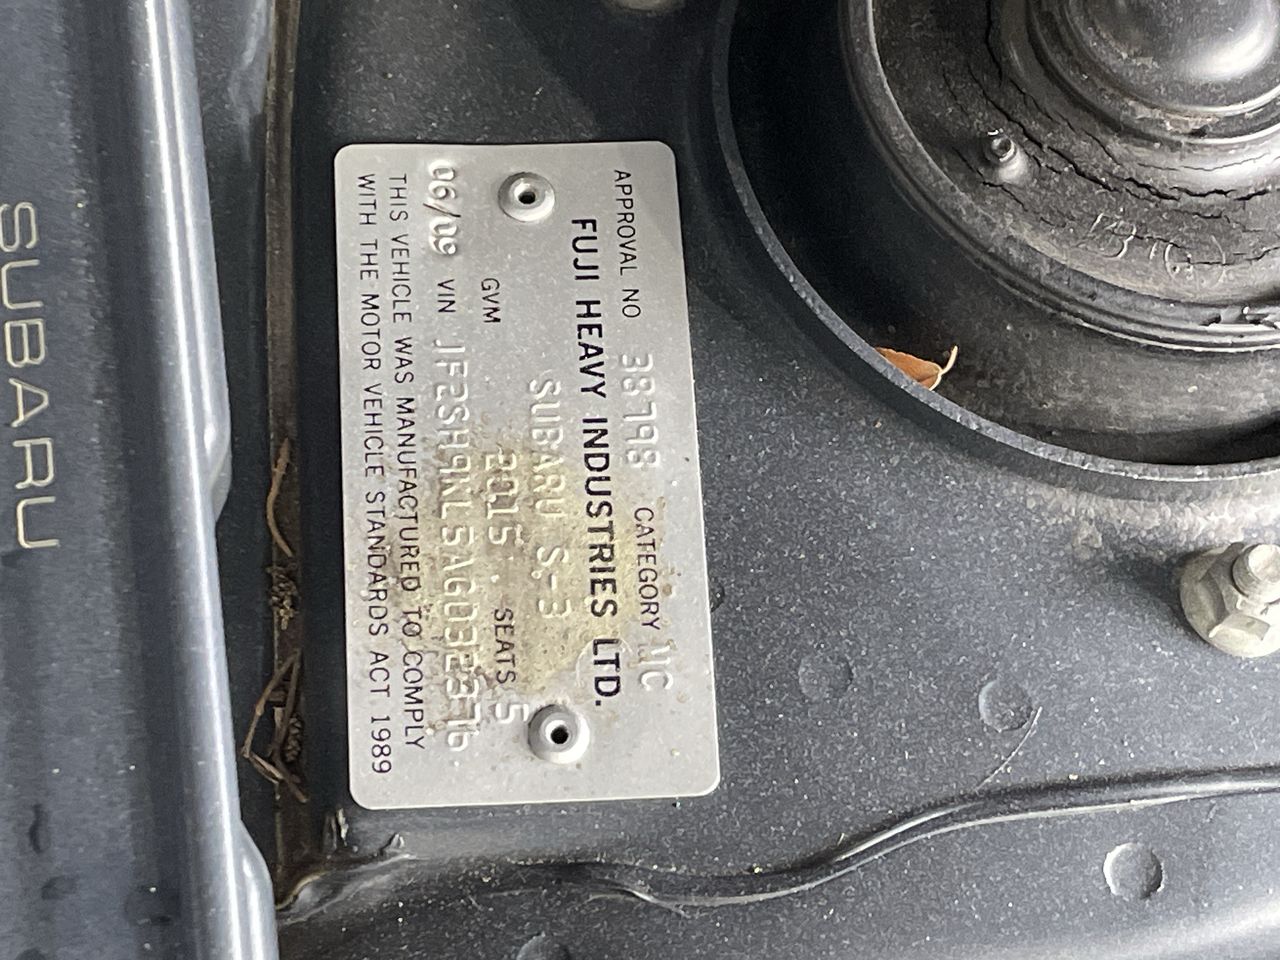 APPROVAL NO 38798 CATEGORY MC
FUJI HEAVY INDUSTRIES LTD.
SUBARU S-3
GVM 2015 SEATS 5
06/09 VIN JF2SH9KL5AG032376
THIS VEHICLE WAS MANUFACTURED TO COMPLY
WITH THE MOTOR VEHICLE STANDARDS ACT 1989
SUBARU